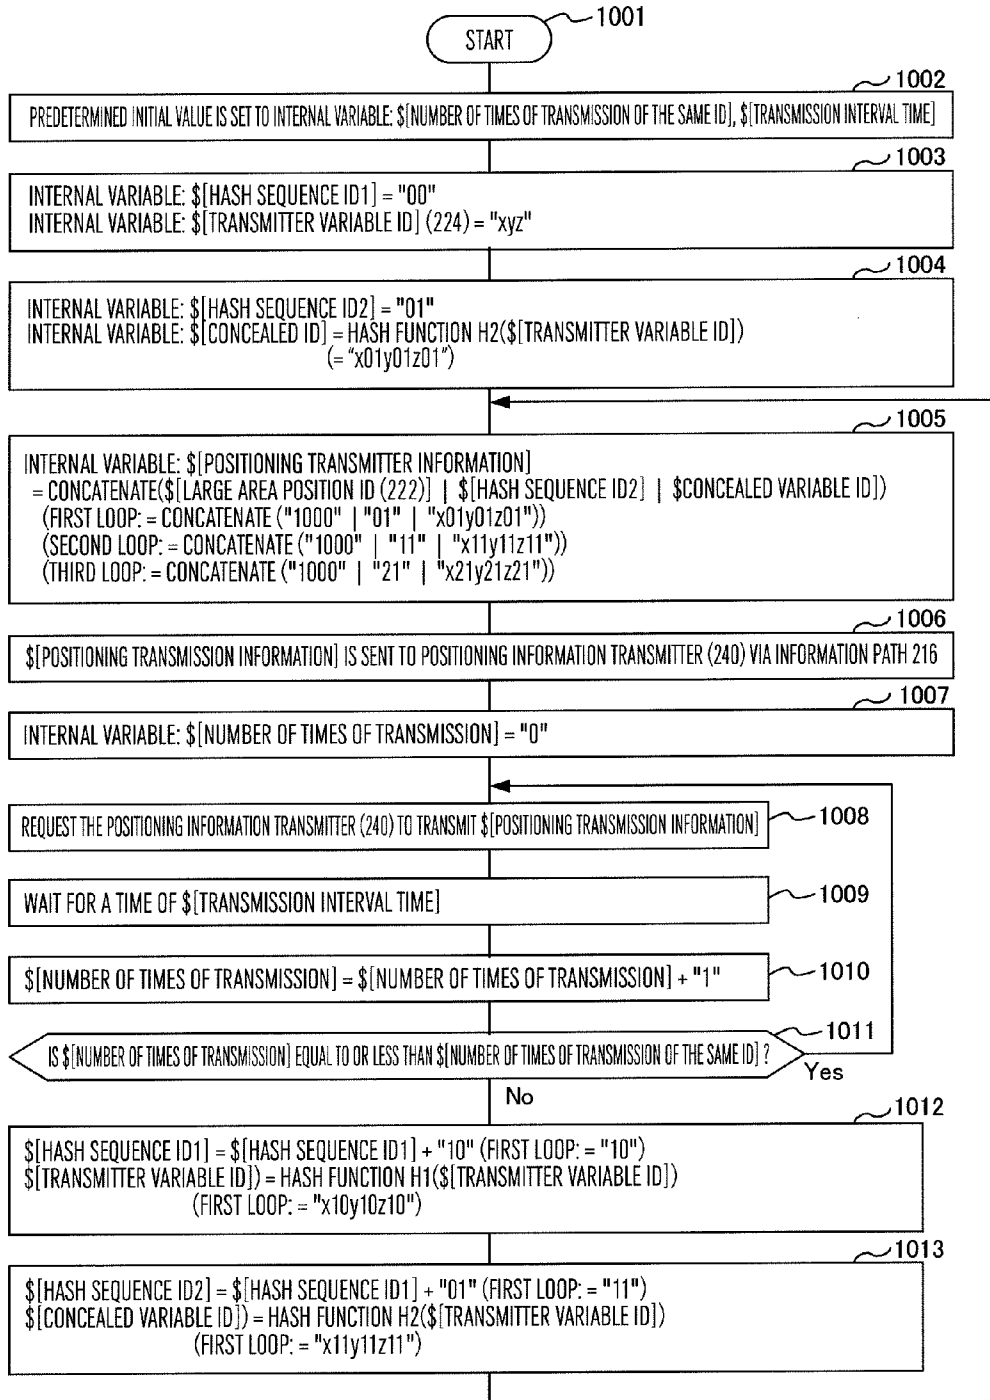 1001
START
1002
PREDETERMINED INITIAL VALUE IS SET TO INTERNAL VARIABLE: $[NUMBER OF TIMES OF TRANSMISSION OF THE SAME ID], $[TRANSMISSION INTERVAL TIME]
1003
INTERNAL VARIABLE: $[HASH SEQUENCE ID1] = "00"
INTERNAL VARIABLE: $[TRANSMITTER VARIABLE ID] (224) = "xyz"
1004
INTERNAL VARIABLE: $[HASH SEQUENCE ID2] = "01"
INTERNAL VARIABLE: $[CONCEALED ID] = HASH FUNCTION H2($[TRANSMITTER VARIABLE ID])
(= "x01y01z01")
1005
INTERNAL VARIABLE: $[POSITIONING TRANSMITTER INFORMATION]
= CONCATENATE($[LARGE AREA POSITION ID (222)] | $[HASH SEQUENCE ID2] | $CONCEALED VARIABLE ID])
(FIRST LOOP: = CONCATENATE ("1000" | "01" | "x01y01z01"))
(SECOND LOOP: = CONCATENATE ("1000" | "11" | "x11y11z11"))
(THIRD LOOP: = CONCATENATE ("1000" | "21" | "x21y21z21"))
1006
$[POSITIONING TRANSMISSION INFORMATION] IS SENT TO POSITIONING INFORMATION TRANSMITTER (240) VIA INFORMATION PATH 216
1007
INTERNAL VARIABLE: $[NUMBER OF TIMES OF TRANSMISSION] = "0"
REQUEST THE POSITIONING INFORMATION TRANSMITTER (240) TO TRANSMIT $[POSITIONING TRANSMISSION INFORMATION]
1008
WAIT FOR A TIME OF $[TRANSMISSION INTERVAL TIME]
1009
$[NUMBER OF TIMES OF TRANSMISSION] = $[NUMBER OF TIMES OF TRANSMISSION] + "1"
1010
1011
IS $[NUMBER OF TIMES OF TRANSMISSION] EQUAL TO OR LESS THAN $[NUMBER OF TIMES OF TRANSMISSION OF THE SAME ID] ?
Yes
No
1012
$[HASH SEQUENCE ID1] = $[HASH SEQUENCE ID1] + "10" (FIRST LOOP: = "10")
$[TRANSMITTER VARIABLE ID]) = HASH FUNCTION H1($[TRANSMITTER VARIABLE ID])
(FIRST LOOP: = "x10y10z10")
1013
$[HASH SEQUENCE ID2] = $[HASH SEQUENCE ID1] + "01" (FIRST LOOP: = "11")
$[CONCEALED VARIABLE ID]) = HASH FUNCTION H2($[TRANSMITTER VARIABLE ID])
(FIRST LOOP: = "x11y11z11")